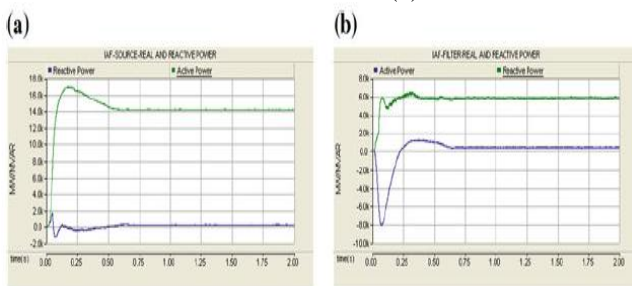 (a)
(b)
IAF-SOURCE-REAL AND REACTIVE POWER
Reactive Power Active Power
18.0k
16.0k
14.0k
12.0k
10.0k
8.0k
6.0k
4.0k
2.0k
0.0
-2.0k
MW/MVAR
time(s) 0.00 0.25 0.50 0.75 1.00 1.25 1.50 1.75 2.00
IAF-FILTER-REAL AND REACTIVE POWER
Active Power Reactive Power
8.0k
6.0k
4.0k
2.0k
0.0
-2.0k
-4.0k
-6.0k
-8.0k
-10.0k
MW/MVAR
time(s) 0.00 0.25 0.50 0.75 1.00 1.25 1.50 1.75 2.00